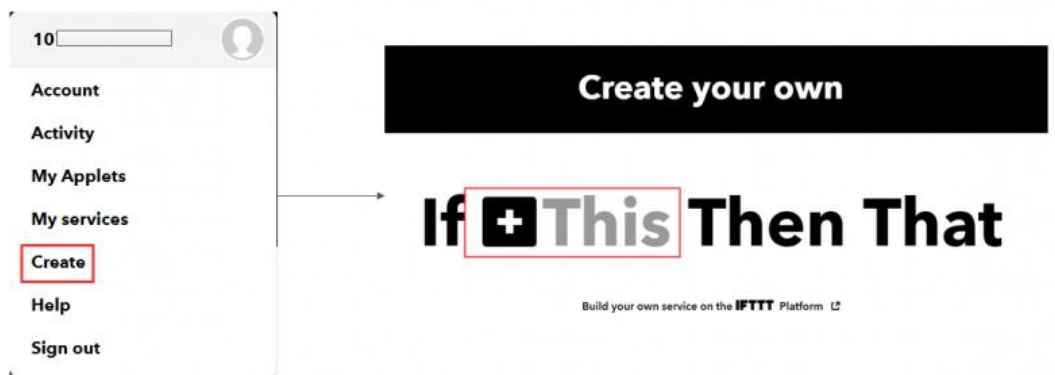 10
Account
Activity
My Applets
My services
Create
Help
Sign out
Create your own
If This Then That
Build your own service on the IFTTT Platform